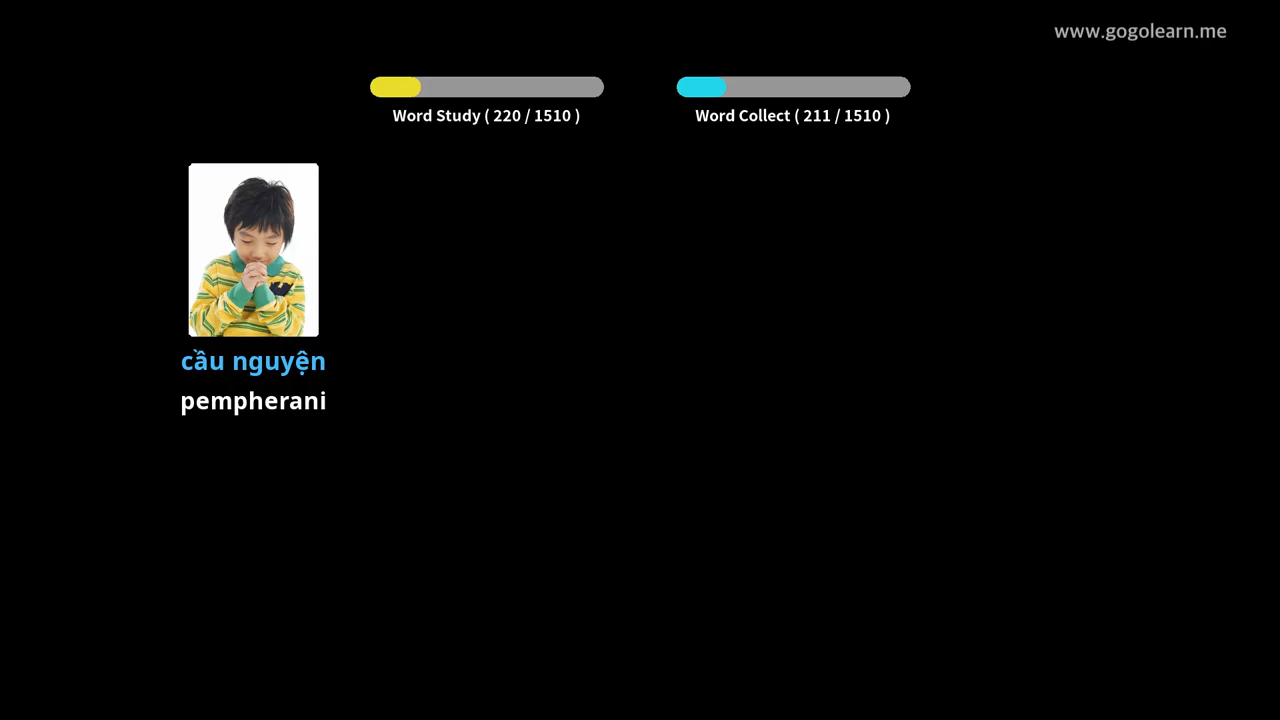 www.gogolearn.me
Word Study ( 220 / 1510 )
Word Collect ( 211 / 1510 )
cầu nguyện
pempherani